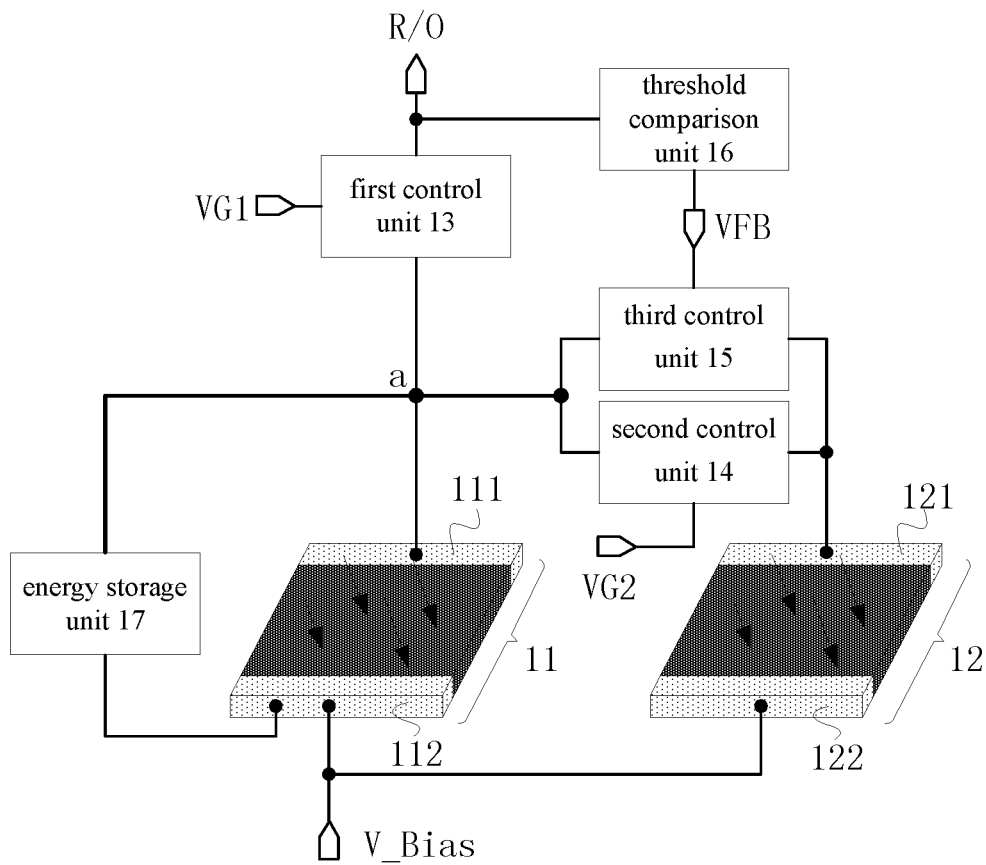 R/O
threshold
comparison
unit 16
first control
unit 13
VG1
VFB
third control
unit 15
a
second control
unit 14
111
121
VG2
energy storage
unit 17
11
12
112
122
V_Bias